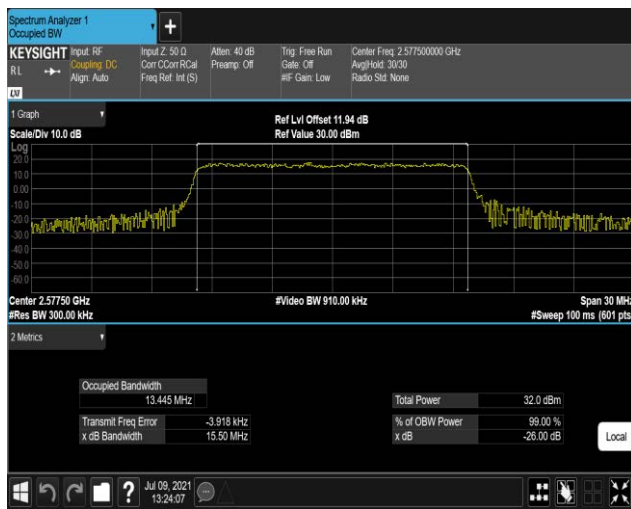 Spectrum Analyzer 1
Occupied BW
KEYSIGHT
RL
LXI
Input: RF
Coupling: DC
Align: Auto
Input Z: 50 Ω
Corr CCorr RCal
Freq Ref: Int (S)
Atten: 40 dB
Preamp: Off
Trig: Free Run
Gate: Off
#IF Gain: Low
Center Freq: 2.577500000 GHz
Avg|Hold: 30/30
Radio Std: None
1 Graph
Scale/Div 10.0 dB
Ref Lvl Offset 11.94 dB
Ref Value 30.00 dBm
Log
20.0
10.0
0.00
-10.0
-20.0
-30.0
-40.0
-50.0
-60.0
Center 2.57750 GHz
#Res BW 300.00 kHz
#Video BW 910.00 kHz
Span 30 MHz
#Sweep 100 ms (601 pts
2 Metrics
Occupied Bandwidth
13.445 MHz
Transmit Freq Error -3.918 kHz
x dB Bandwidth 15.50 MHz
Total Power 32.0 dBm
% of OBW Power 99.00 %
x dB -26.00 dB
Local
?
Jul 09, 2021
13:24:07